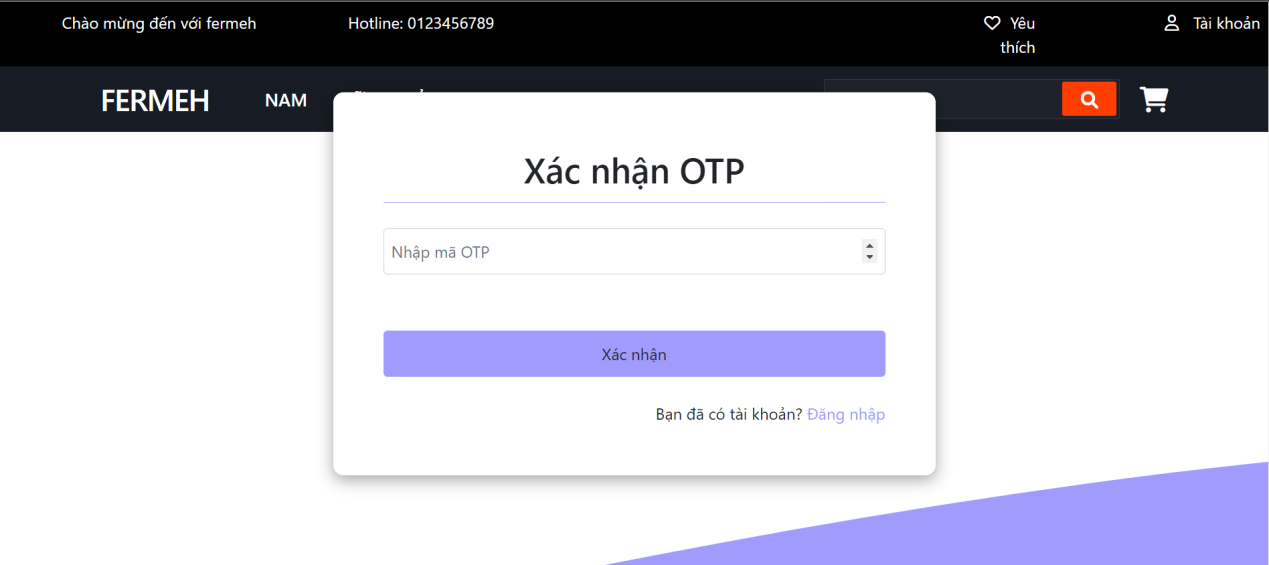 Chào mừng đến với fermeh
Hotline: 0123456789
Yêu
thích
Tài khoản
FERMEH
NAM
Xác nhận OTP
Nhập mã OTP
Xác nhận
Bạn đã có tài khoản? Đăng nhập